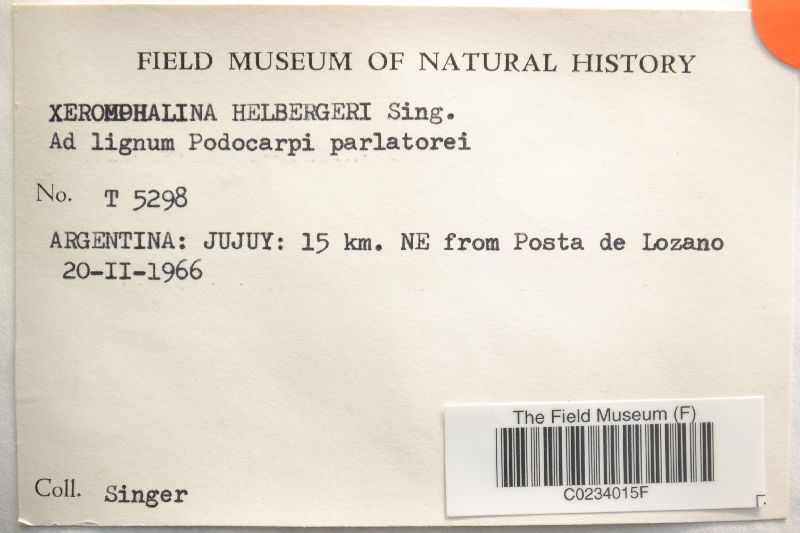 FIELD MUSEUM OF NATURAL HISTORY
XEROMPHALINA HELBERGERI Sing.
Ad lignum Podocarpi parlatorei
No. T 5298
ARGENTINA: JUJUY: 15 km. NE from Posta de Lozano
20-II-1966
The Field Museum (F)
C0234015F
Coll. Singer